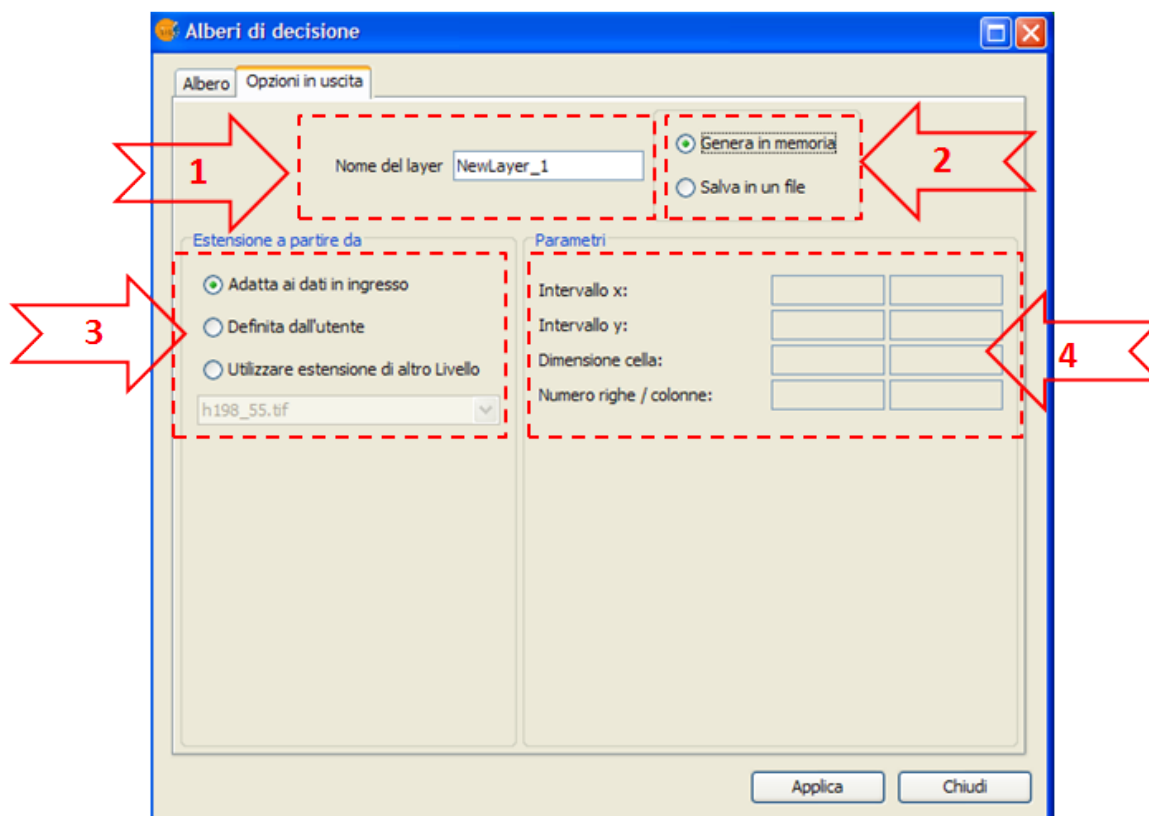 Alberi di decisione
Albero
Opzioni in uscita
1
Nome del layer
NewLayer_1
Genera in memoria
Salva in un file
2
Estensione a partire da
Adatta ai dati in ingresso
Definita dall'utente
Utilizzare estensione di altro Livello
h198_55.tif
3
Parametri
Intervallo x:
Intervallo y:
Dimensione cella:
Numero righe / colonne:
4
Applica
Chiudi